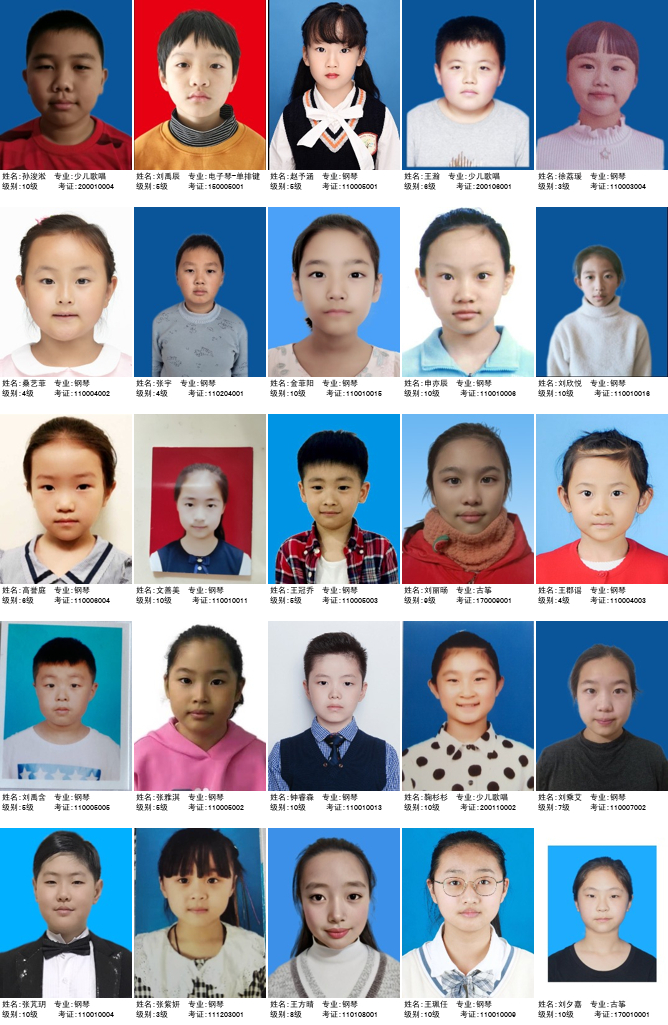 姓名:孙浚淞 专业:少儿歌唱
级别:10级 考证:200010004
姓名:刘禹辰 专业:电子琴-单排键
级别:5级 考证:150005001
姓名:赵予涵 专业:钢琴
级别:5级 考证:110005001
姓名:王瀚 专业:少儿歌唱
级别:6级 考证:200106001
姓名:徐荔瑗 专业:钢琴
级别:3级 考证:110003004
姓名:桑艺菲 专业:钢琴
级别:4级 考证:110004002
姓名:张宇 专业:钢琴
级别:4级 考证:110204001
姓名:金菲阳 专业:钢琴
级别:10级 考证:110010015
姓名:申亦辰 专业:钢琴
级别:10级 考证:110010006
姓名:刘欣悦 专业:钢琴
级别:10级 考证:110010016
姓名:高誉庭 专业:钢琴
级别:6级 考证:110006004
姓名:文善美 专业:钢琴
级别:10级 考证:110010011
姓名:王冠乔 专业:钢琴
级别:5级 考证:110005003
姓名:刘丽旸 专业:古筝
级别:9级 考证:170009001
姓名:王郡谣 专业:钢琴
级别:4级 考证:110004003
姓名:刘禹含 专业:钢琴
级别:5级 考证:110005005
姓名:张雅淇 专业:钢琴
级别:5级 考证:110005002
姓名:钟睿森 专业:钢琴
级别:10级 考证:110010013
姓名:鞠杉杉 专业:少儿歌唱
级别:10级 考证:200110002
姓名:刘乘艾 专业:钢琴
级别:7级 考证:110007002
姓名:张芃玥 专业:钢琴
级别:10级 考证:110010004
姓名:张紫妍 专业:钢琴
级别:3级 考证:111203001
姓名:王方晴 专业:钢琴
级别:8级 考证:110108001
姓名:王珮任 专业:钢琴
级别:10级 考证:110010009
姓名:刘夕嘉 专业:古筝
级别:10级 考证:170010001